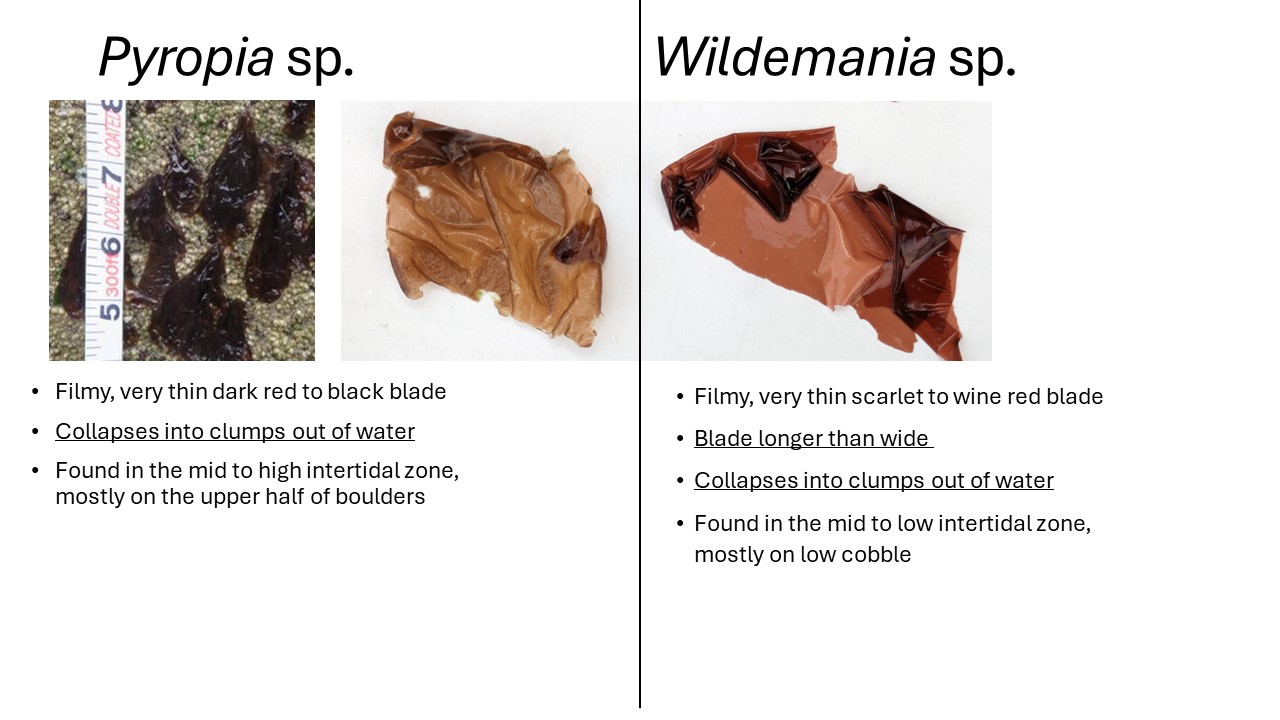 Pyropia sp.
8
COATED
7
DOUBLE
6
300ft
5
• Filmy, very thin dark red to black blade
• Collapses into clumps out of water
• Found in the mid to high intertidal zone,
mostly on the upper half of boulders
Wildemania sp.
• Filmy, very thin scarlet to wine red blade
• Blade longer than wide
• Collapses into clumps out of water
• Found in the mid to low intertidal zone,
mostly on low cobble